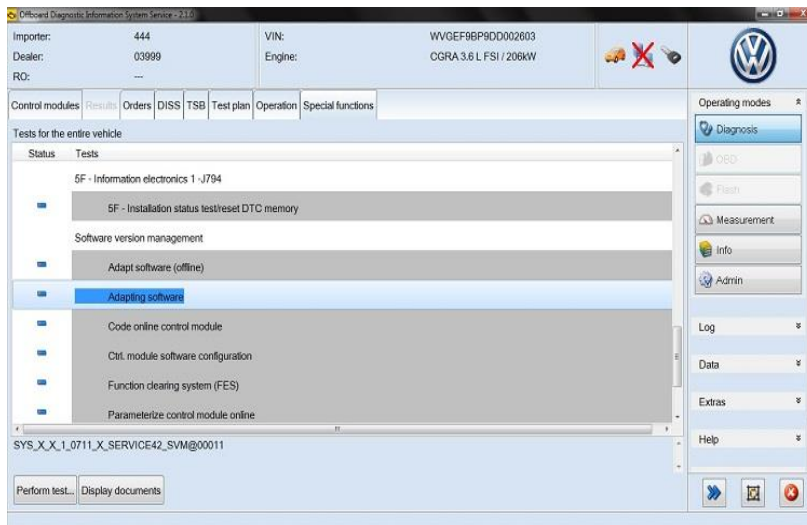 Offboard Diagnostic Information System Service - 2.1.0
Importer: 444 VIN: WVGEF9BP9DD002603
Dealer: 03999 Engine: CGRA 3.6 L FSI / 206kW
RO: ---
Control modules Results Orders DISS TSB Test plan Operation Special functions
Tests for the entire vehicle
Status Tests
5F - Information electronics 1 -J794
5F - Installation status test/reset DTC memory
Software version management
Adapt software (offline)
Adapting software
Code online control module
Ctrl. module software configuration
Function clearing system (FES)
Parameterize control module online
SYS_X_X_1_0711_X_SERVICE42_SVM@00011
Perform test... Display documents
Operating modes
Diagnosis
OBD
Flash
Measurement
Info
Admin
Log
Data
Extras
Help